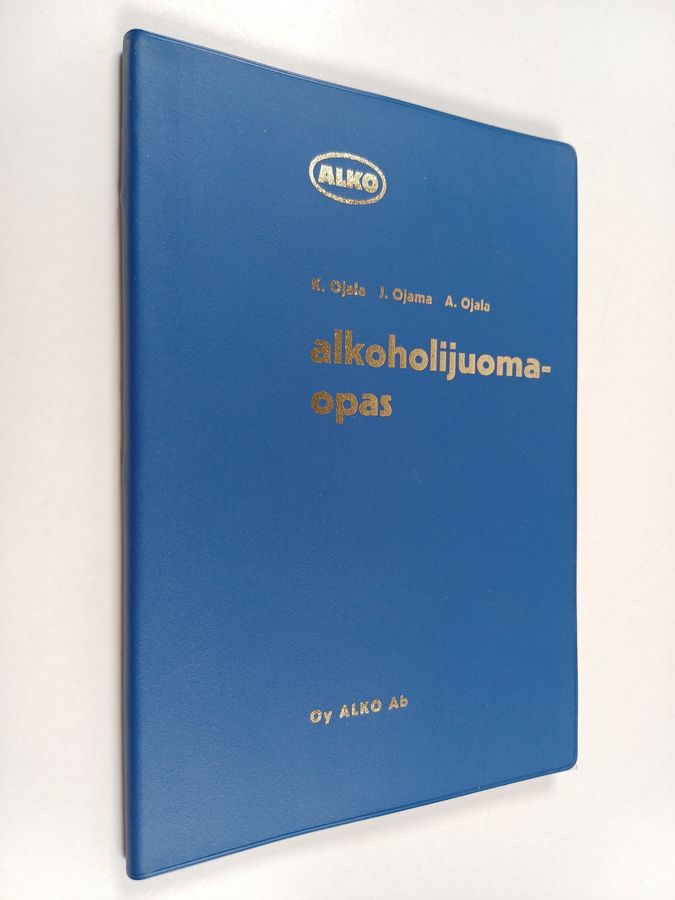 ALKO
K. Ojala J. Ojama A. Ojala
alkoholijuoma-
opas
Oy ALKO Ab